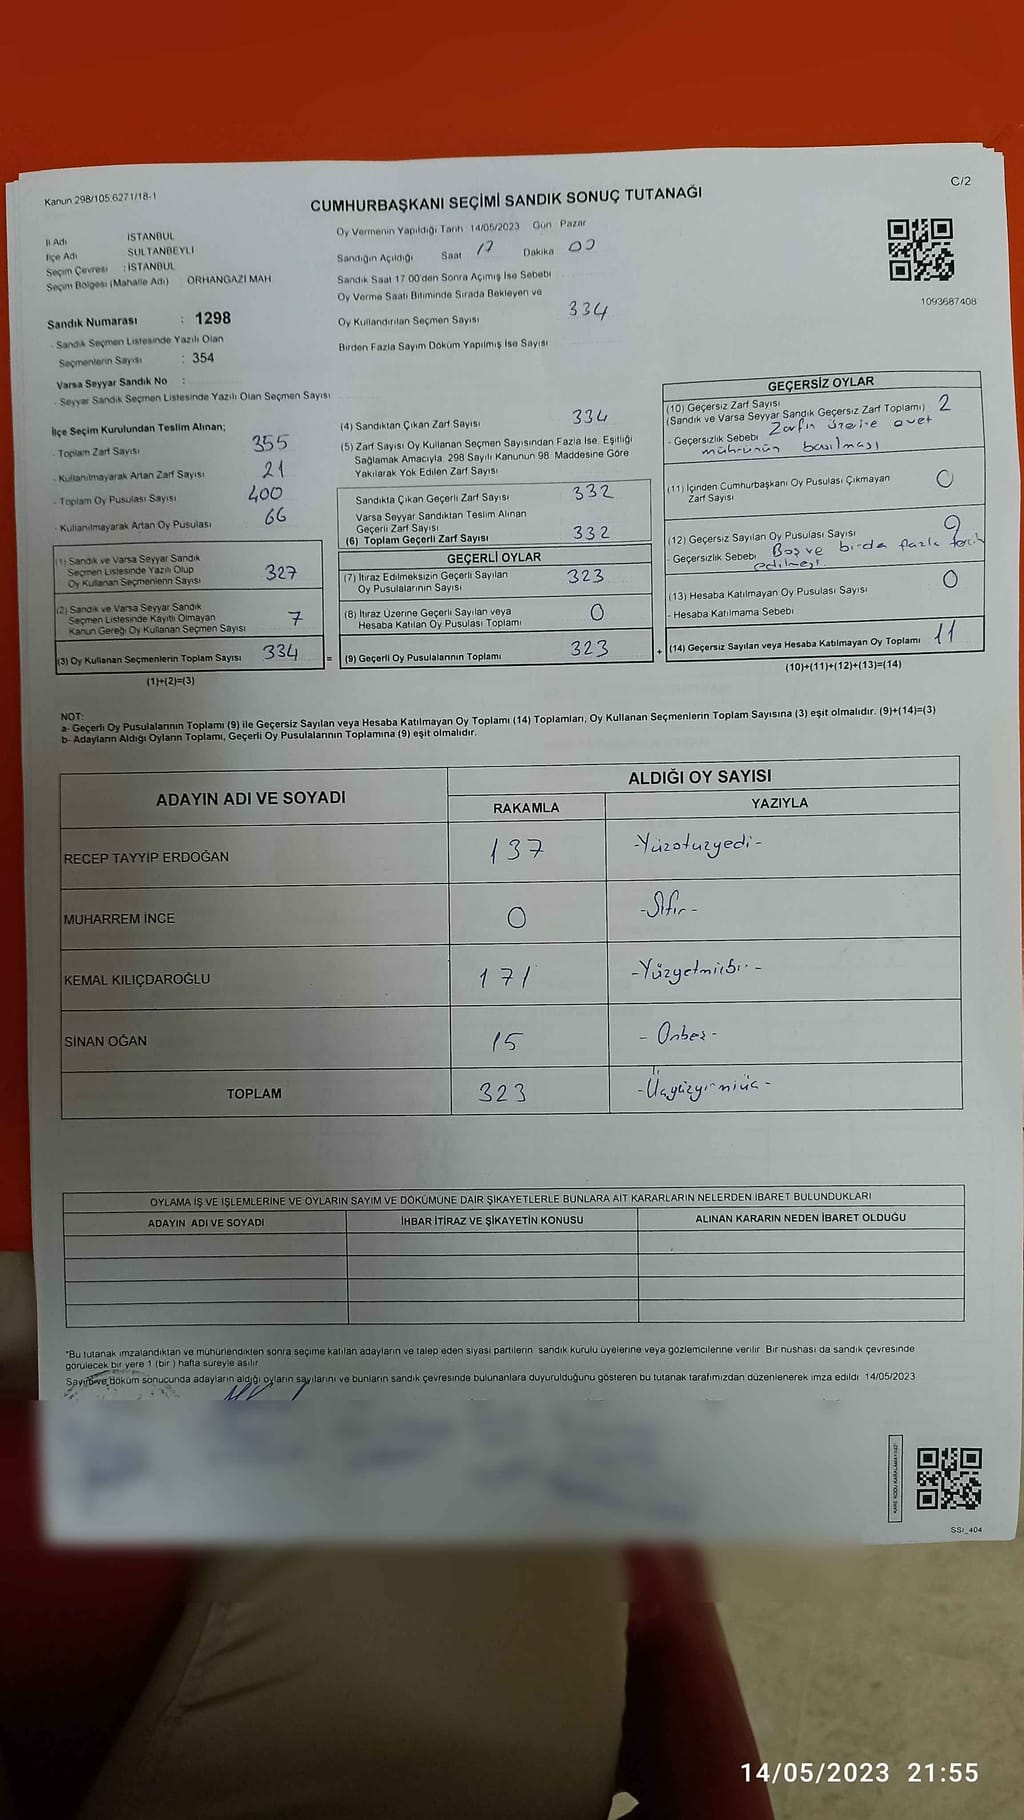 Kanun 298/105 6271/18-1
C/2
CUMHURBAŞKANI SEÇİMİ SANDIK SONUÇ TUTANAĞI
İl Adı İSTANBUL
İlçe Adı SULTANBEYLİ
Seçim Çevresi : İSTANBUL
Seçim Bölgesi (Mahalle Adı) ORHANGAZİ MAH
Sandık Numarası : 1298
- Sandık Seçmen Listesinde Yazılı Olan
Seçmenlerin Sayısı : 354
Varsa Seyyar Sandık No :
- Seyyar Sandık Seçmen Listesinde Yazılı Olan Seçmen Sayısı
Oy Vermenin Yapıldığı Tarih 14/05/2023 Gün Pazar
Sandığın Açıldığı Saat 17 Dakika 00
Sandık Saat 17 00'den Sonra Açımış İse Sebebi
Oy Verme Saati Bitiminde Sırada Bekleyen ve
Oy Kullandırılan Seçmen Sayısı 334
Birden Fazla Sayım Döküm Yapılmış İse Sayısı
1093687408
İlçe Seçim Kurulundan Teslim Alınan;
- Toplam Zarf Sayısı 355
- Kullanılmayarak Artan Zarf Sayısı 21
- Toplam Oy Pusulası Sayısı 400
- Kullanılmayarak Artan Oy Pusulası 66
(1) Sandık ve Varsa Seyyar Sandık
Seçmen Listesinde Yazılı Olup
Oy Kullanan Seçmenlerin Sayısı 327
(2) Sandık ve Varsa Seyyar Sandık
Seçmen Listesinde Kayıtlı Olmayan
Kanun Gereği Oy Kullanan Seçmen Sayısı 7
(3) Oy Kullanan Seçmenlerin Toplam Sayısı 334
(1)+(2)=(3)
(4) Sandıktan Çıkan Zarf Sayısı 334
(5) Zarf Sayısı Oy Kullanan Seçmen Sayısından Fazla İse, Eşitliği
Sağlamak Amacıyla, 298 Sayılı Kanunun 98 Maddesine Göre
Yakılarak Yok Edilen Zarf Sayısı
Sandıkta Çıkan Geçerli Zarf Sayısı 332
Varsa Seyyar Sandıktan Teslim Alınan
Geçerli Zarf Sayısı
(6) Toplam Geçerli Zarf Sayısı 332
GEÇERLİ OYLAR
(7) İtiraz Edilmeksizin Geçerli Sayılan
Oy Pusulalarının Sayısı 323
(8) İtiraz Üzerine Geçerli Sayılan veya
Hesaba Katılan Oy Pusulası Toplamı 0
= (9) Geçerli Oy Pusulalarının Toplamı 323
GEÇERSİZ OYLAR
(10) Geçersiz Zarf Sayısı
(Sandık ve Varsa Seyyar Sandık Geçersiz Zarf Toplamı) 2
- Geçersizlik Sebebi Zarfın üzerine evet
mührünün basılması
(11) İçinden Cumhurbaşkanı Oy Pusulası Çıkmayan
Zarf Sayısı 0
(12) Geçersiz Sayılan Oy Pusulası Sayısı 9
- Geçersizlik Sebebi Boş ve birda fazla tercih
edilmesi
(13) Hesaba Katılmayan Oy Pusulası Sayısı 0
- Hesaba Katılmama Sebebi
+ (14) Geçersiz Sayılan veya Hesaba Katılmayan Oy Toplamı 11
(10)+(11)+(12)+(13)=(14)
NOT:
a- Geçerli Oy Pusulalarının Toplamı (9) ile Geçersiz Sayılan veya Hesaba Katılmayan Oy Toplamı (14) Toplamları, Oy Kullanan Seçmenlerin Toplam Sayısına (3) eşit olmalıdır. (9)+(14)=(3)
b- Adayların Aldığı Oyların Toplamı, Geçerli Oy Pusulalarının Toplamına (9) eşit olmalıdır.
ADAYIN ADI VE SOYADI
ALDIĞI OY SAYISI
RAKAMLA YAZIYLA
RECEP TAYYİP ERDOĞAN 137 -Yüzotuzyedi-
MUHARREM İNCE 0 -Sıfır-
KEMAL KILIÇDAROĞLU 171 -Yüzyetmişbir-
SİNAN OĞAN 15 -Onbeş-
TOPLAM 323 -Üçyüzyirmiüç-
OYLAMA İŞ VE İŞLEMLERİNE VE OYLARIN SAYIM VE DÖKÜMÜNE DAİR ŞİKAYETLERLE BUNLARA AİT KARARLARIN NELERDEN İBARET BULUNDUKLARI
ADAYIN ADI VE SOYADI İHBAR İTİRAZ VE ŞİKAYETİN KONUSU ALINAN KARARIN NEDEN İBARET OLDUĞU
*Bu tutanak imzalandıktan ve mühürlendikten sonra seçime katılan adayların ve talep eden siyasi partilerin sandık kurulu üyelerine veya gözlemcilerine verilir Bir nüshası da sandık çevresinde
görülecek bir yere 1 (bir ) hafta süreyle asılır
Sayım ve döküm sonucunda adayların aldığı oyların sayılarını ve bunların sandık çevresinde bulunanlara duyurulduğunu gösteren bu tutanak tarafımızdan düzenlenerek imza edildi 14/05/2023
SSİ_404
14/05/2023 21:55